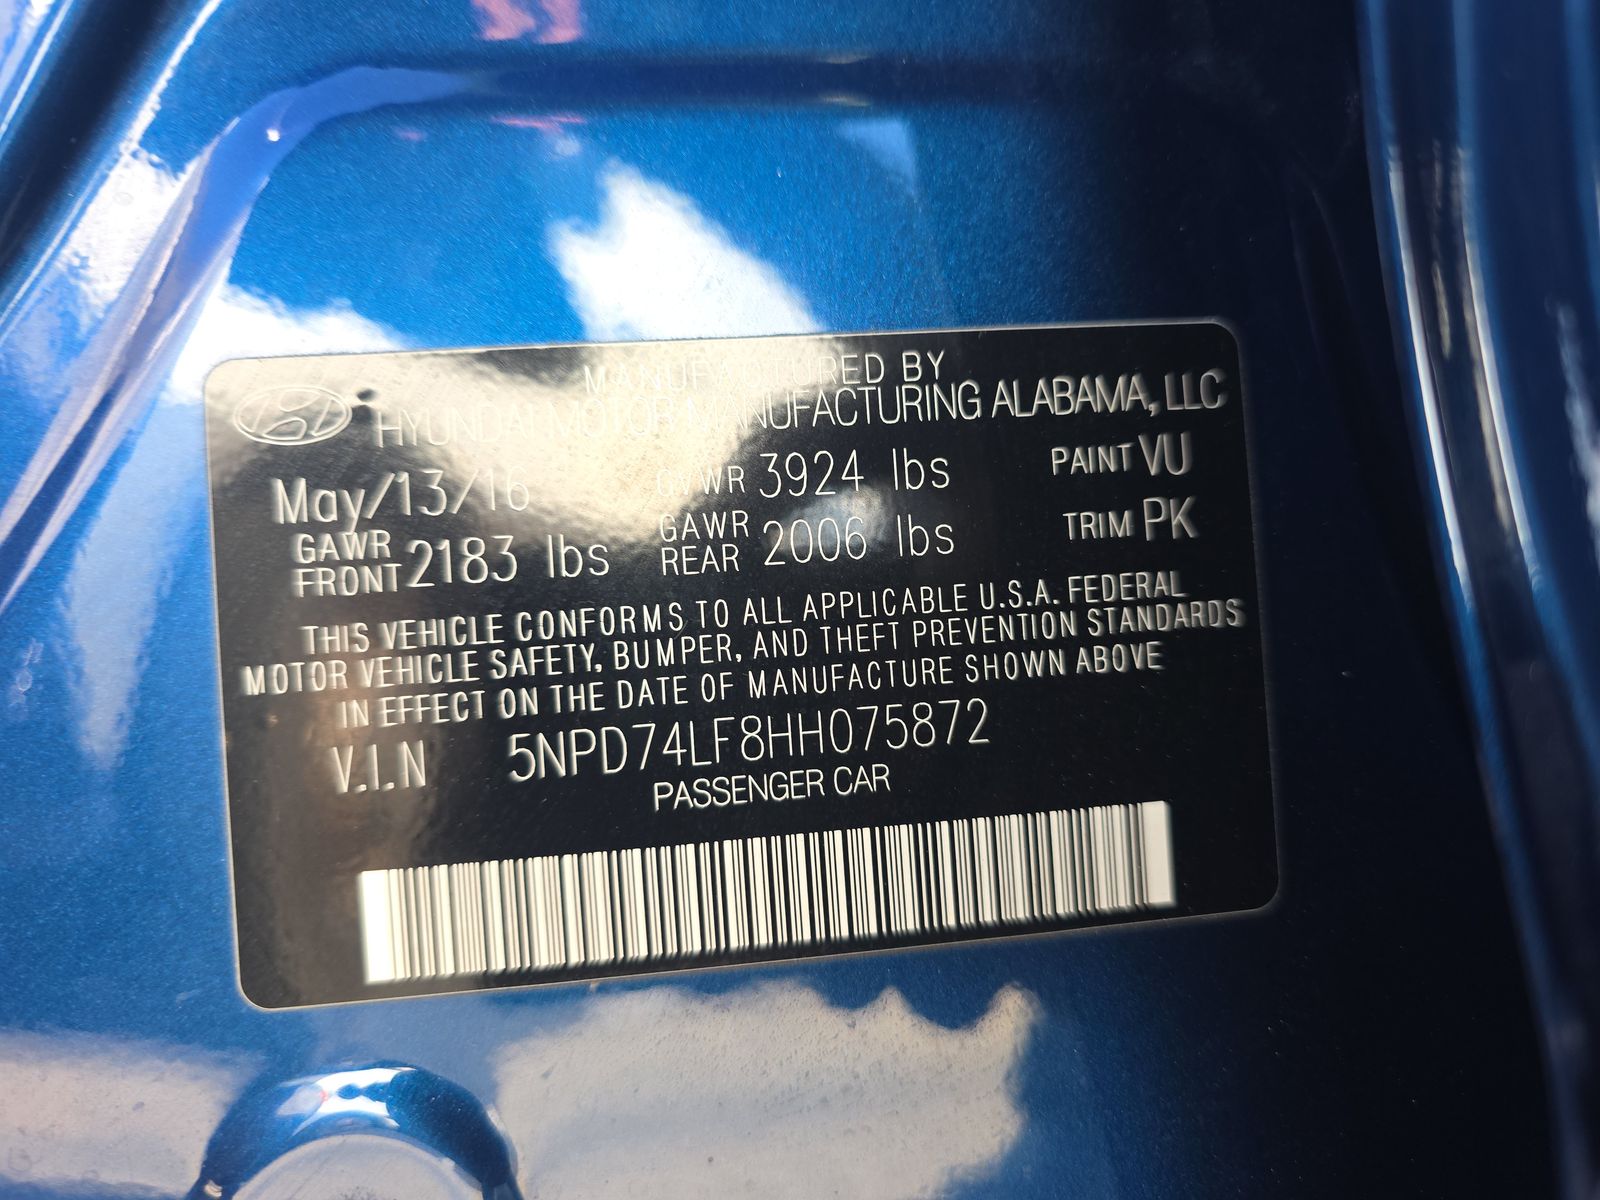 MANUFACTURED BY
HYUNDAI MOTOR MANUFACTURING ALABAMA, LLC
May/13/16 GVWR 3924 lbs PAINT VU
GAWR FRONT 2183 lbs GAWR REAR 2006 lbs TRIM PK
THIS VEHICLE CONFORMS TO ALL APPLICABLE U.S.A. FEDERAL
MOTOR VEHICLE SAFETY, BUMPER, AND THEFT PREVENTION STANDARDS
IN EFFECT ON THE DATE OF MANUFACTURE SHOWN ABOVE
V.I.N 5NPD74LF8HH075872
PASSENGER CAR